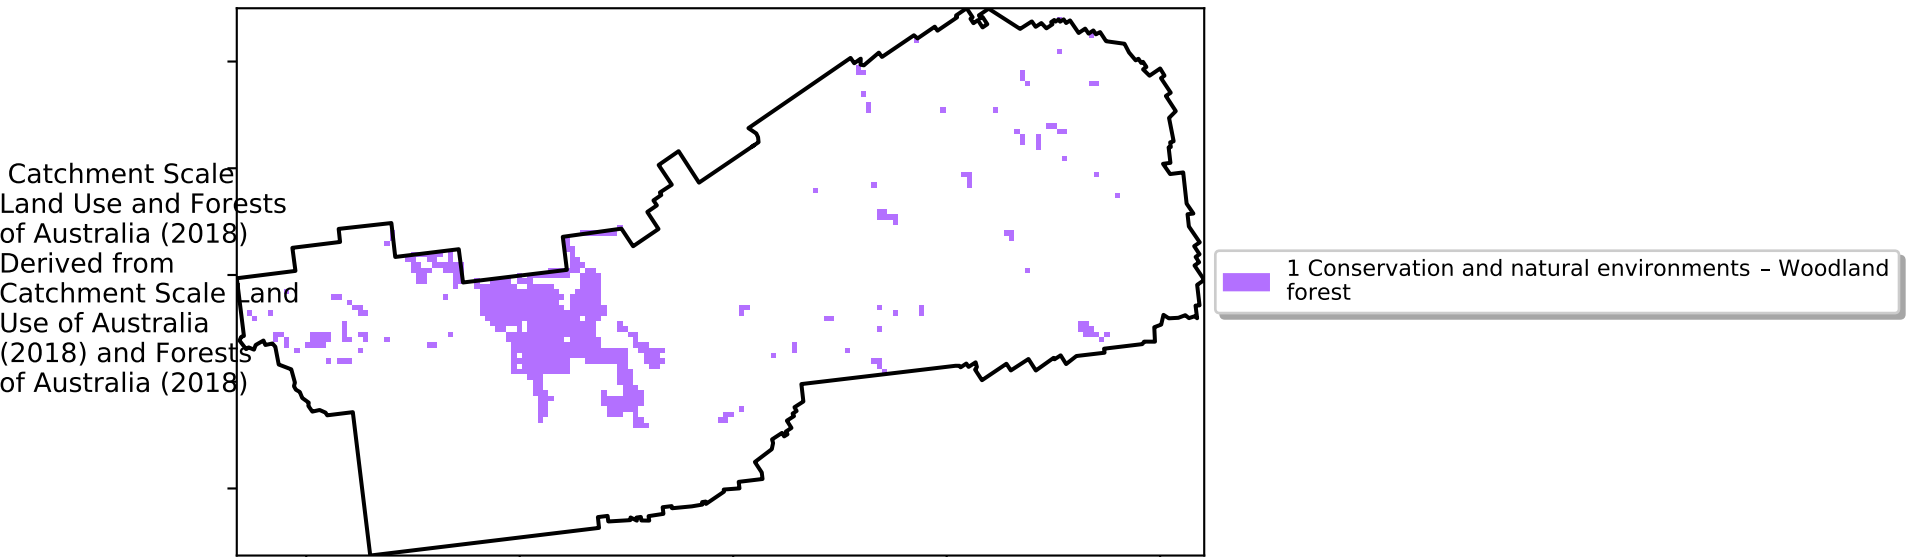 Catchment Scale
Land Use and Forests
of Australia (2018)
Derived from
Catchment Scale Land
Use of Australia
(2018) and Forests
of Australia (2018)
1 Conservation and natural environments – Woodland
forest